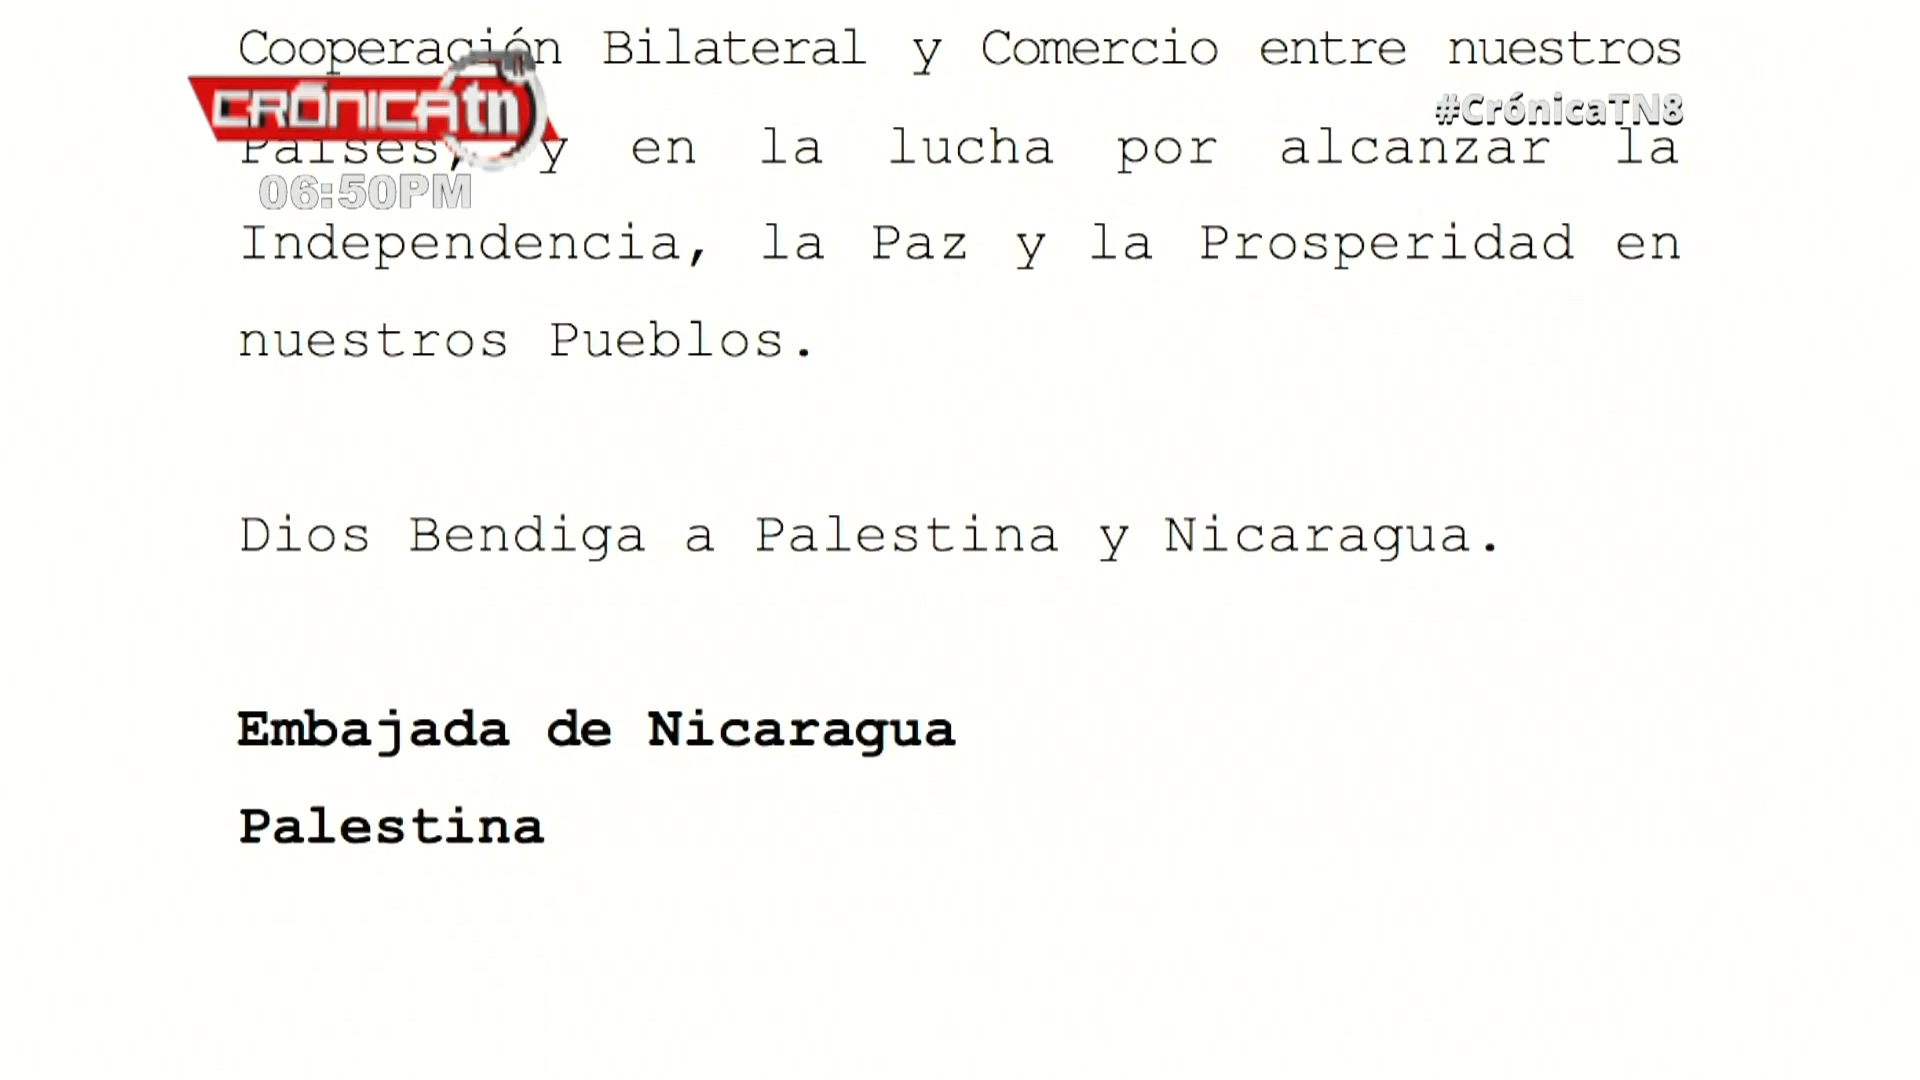 Cooperación Bilateral y Comercio entre nuestros
CRÓNICAtn8
#CrónicaTN8
Países, y en la lucha por alcanzar la
06:50PM
Independencia, la Paz y la Prosperidad en
nuestros Pueblos.
Dios Bendiga a Palestina y Nicaragua.
Embajada de Nicaragua
Palestina